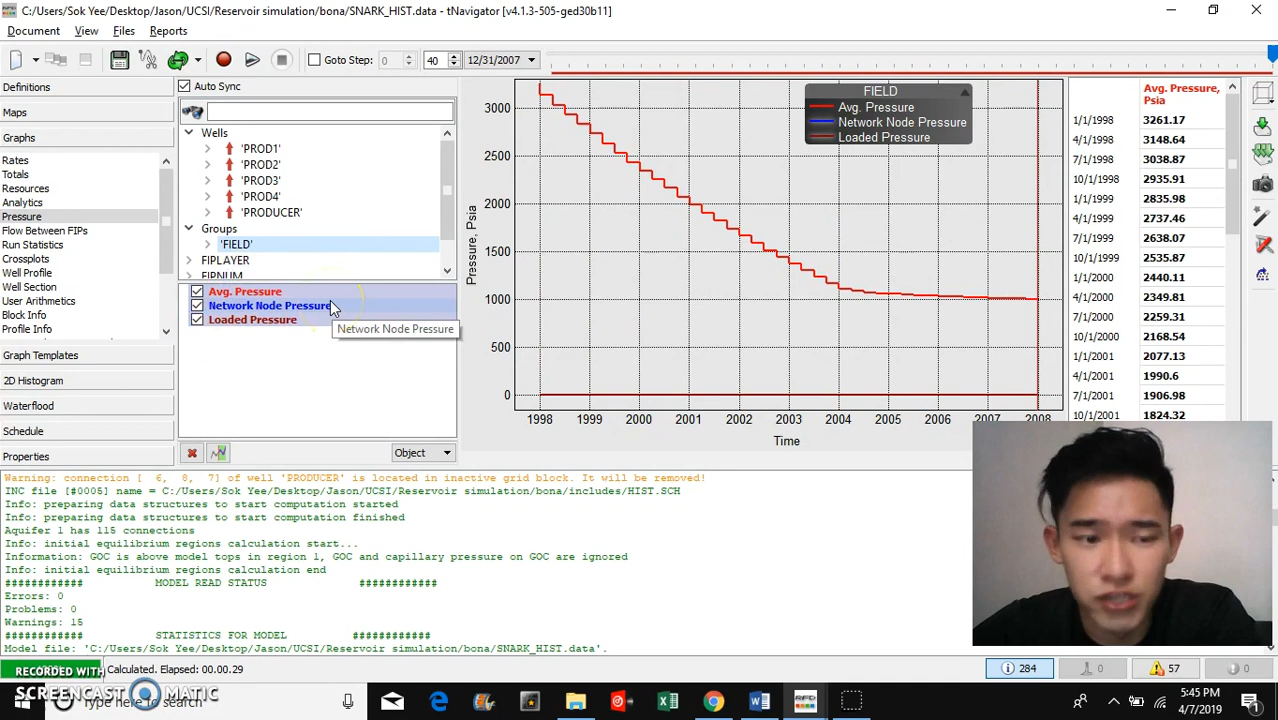 C:/Users/Sok Yee/Desktop/Jason/UCSI/Reservoir simulation/bona/SNARK_HIST.data - tNavigator [v4.1.3-505-ged30b11]
Document View Files Reports
Goto Step: 0 40 12/31/2007
Definitions
Maps
Graphs
Rates
Totals
Resources
Analytics
Pressure
Flow Between FIPs
Run Statistics
Crossplots
Well Profile
Well Section
User Arithmetics
Block Info
Profile Info
Graph Templates
2D Histogram
Waterflood
Schedule
Properties
Auto Sync
Wells
'PROD1'
'PROD2'
'PROD3'
'PROD4'
'PRODUCER'
Groups
'FIELD'
FIPLAYER
FIPNUM
Avg. Pressure
Network Node Pressure
Loaded Pressure
Network Node Pressure
Object
FIELD
Avg. Pressure
Network Node Pressure
Loaded Pressure
Pressure, Psia
3000
2500
2000
1500
1000
500
0
1998 1999 2000 2001 2002 2003 2004 2005 2006 2007 2008
Time
Avg. Pressure, Psia
1/1/1998 3261.17
4/1/1998 3148.64
7/1/1998 3038.87
10/1/1998 2935.91
1/1/1999 2835.98
4/1/1999 2737.46
7/1/1999 2638.07
10/1/1999 2535.87
1/1/2000 2440.11
4/1/2000 2349.81
7/1/2000 2259.31
10/1/2000 2168.54
1/1/2001 2077.13
4/1/2001 1990.6
7/1/2001 1906.98
10/1/2001 1824.32
Warning: connection [ 6, 8, 7] of well 'PRODUCER' is located in inactive grid block. It will be removed!
INC file [$0005] name = C:/Users/Sok Yee/Desktop/Jason/UCSI/Reservoir simulation/bona/includes/HIST.SCH
Info: preparing data structures to start computation started
Info: preparing data structures to start computation finished
Aquifer 1 has 115 connections
Info: initial equilibrium regions calculation start...
Information: GOC is above model tops in region 1, GOC and capillary pressure on GOC are ignored
Info: initial equilibrium regions calculation end
############ MODEL READ STATUS ############
Errors: 0
Problems: 0
Warnings: 15
############ STATISTICS FOR MODEL ############
Model file: 'C:/Users/Sok Yee/Desktop/Jason/UCSI/Reservoir simulation/bona/SNARK_HIST.data'.
RECORDED WITH
Calculated. Elapsed: 00.00.29
284 0 57 0
SCREENCAST MATIC
here to search
5:45 PM
4/7/2019